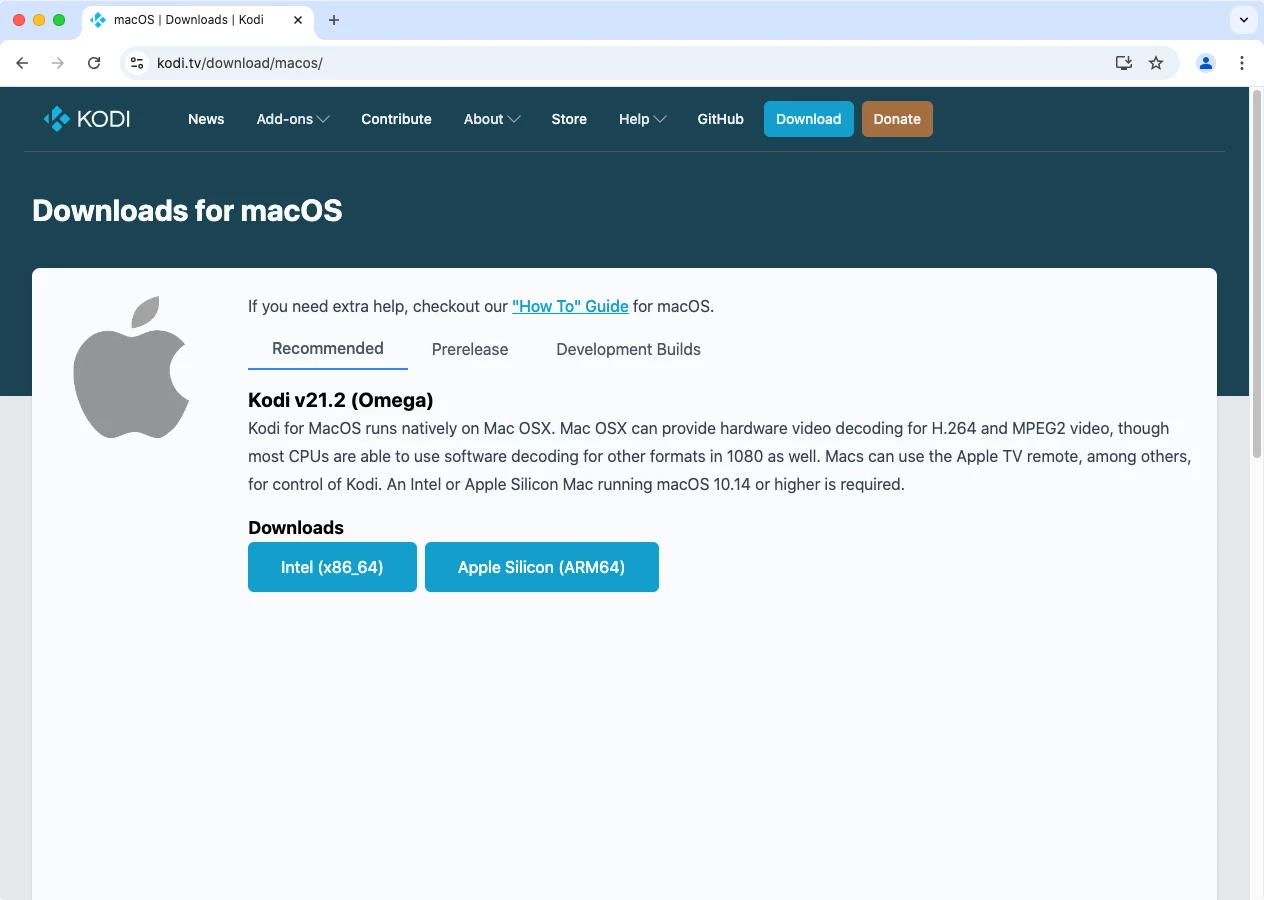 macOS | Downloads | Kodi
kodi.tv/download/macos/
KODI News Add-ons Contribute About Store Help GitHub Download Donate
Downloads for macOS
If you need extra help, checkout our "How To" Guide for macOS.
Recommended Prerelease Development Builds
Kodi v21.2 (Omega)
Kodi for MacOS runs natively on Mac OSX. Mac OSX can provide hardware video decoding for H.264 and MPEG2 video, though
most CPUs are able to use software decoding for other formats in 1080 as well. Macs can use the Apple TV remote, among others,
for control of Kodi. An Intel or Apple Silicon Mac running macOS 10.14 or higher is required.
Downloads
Intel (x86_64) Apple Silicon (ARM64)